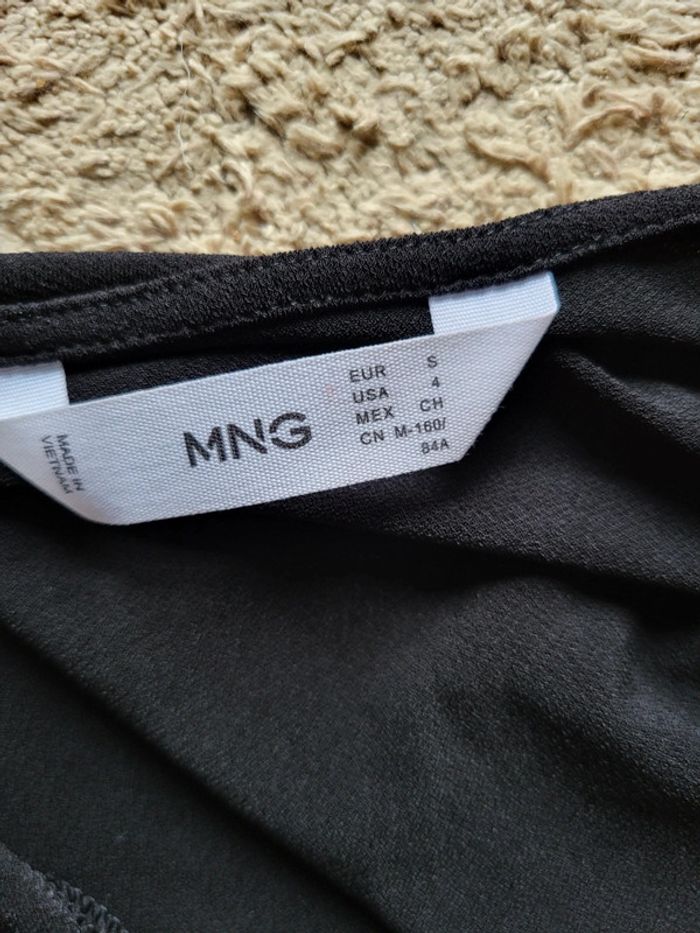 MADE IN
VIETNAM
MNG
EUR S
USA 4
MEX CH
CN M-160/
84A